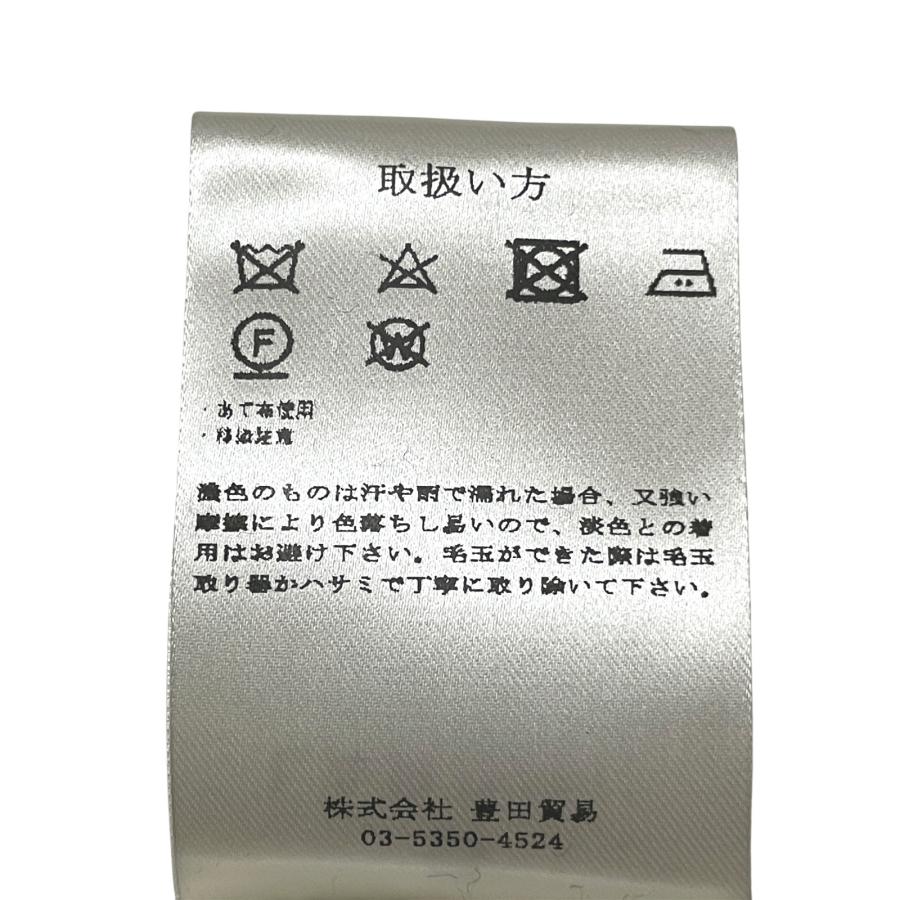 取扱い方
F
W
・あて布使用
・移染注意
濃色のものは汗や雨で濡れた場合、又強い
摩擦により色落ちし易いので、淡色との着
用はお避け下さい。毛玉ができた際は毛玉
取り器かハサミで丁寧に取り除いて下さい。
株式会社 豊田貿易
03-5350-4524